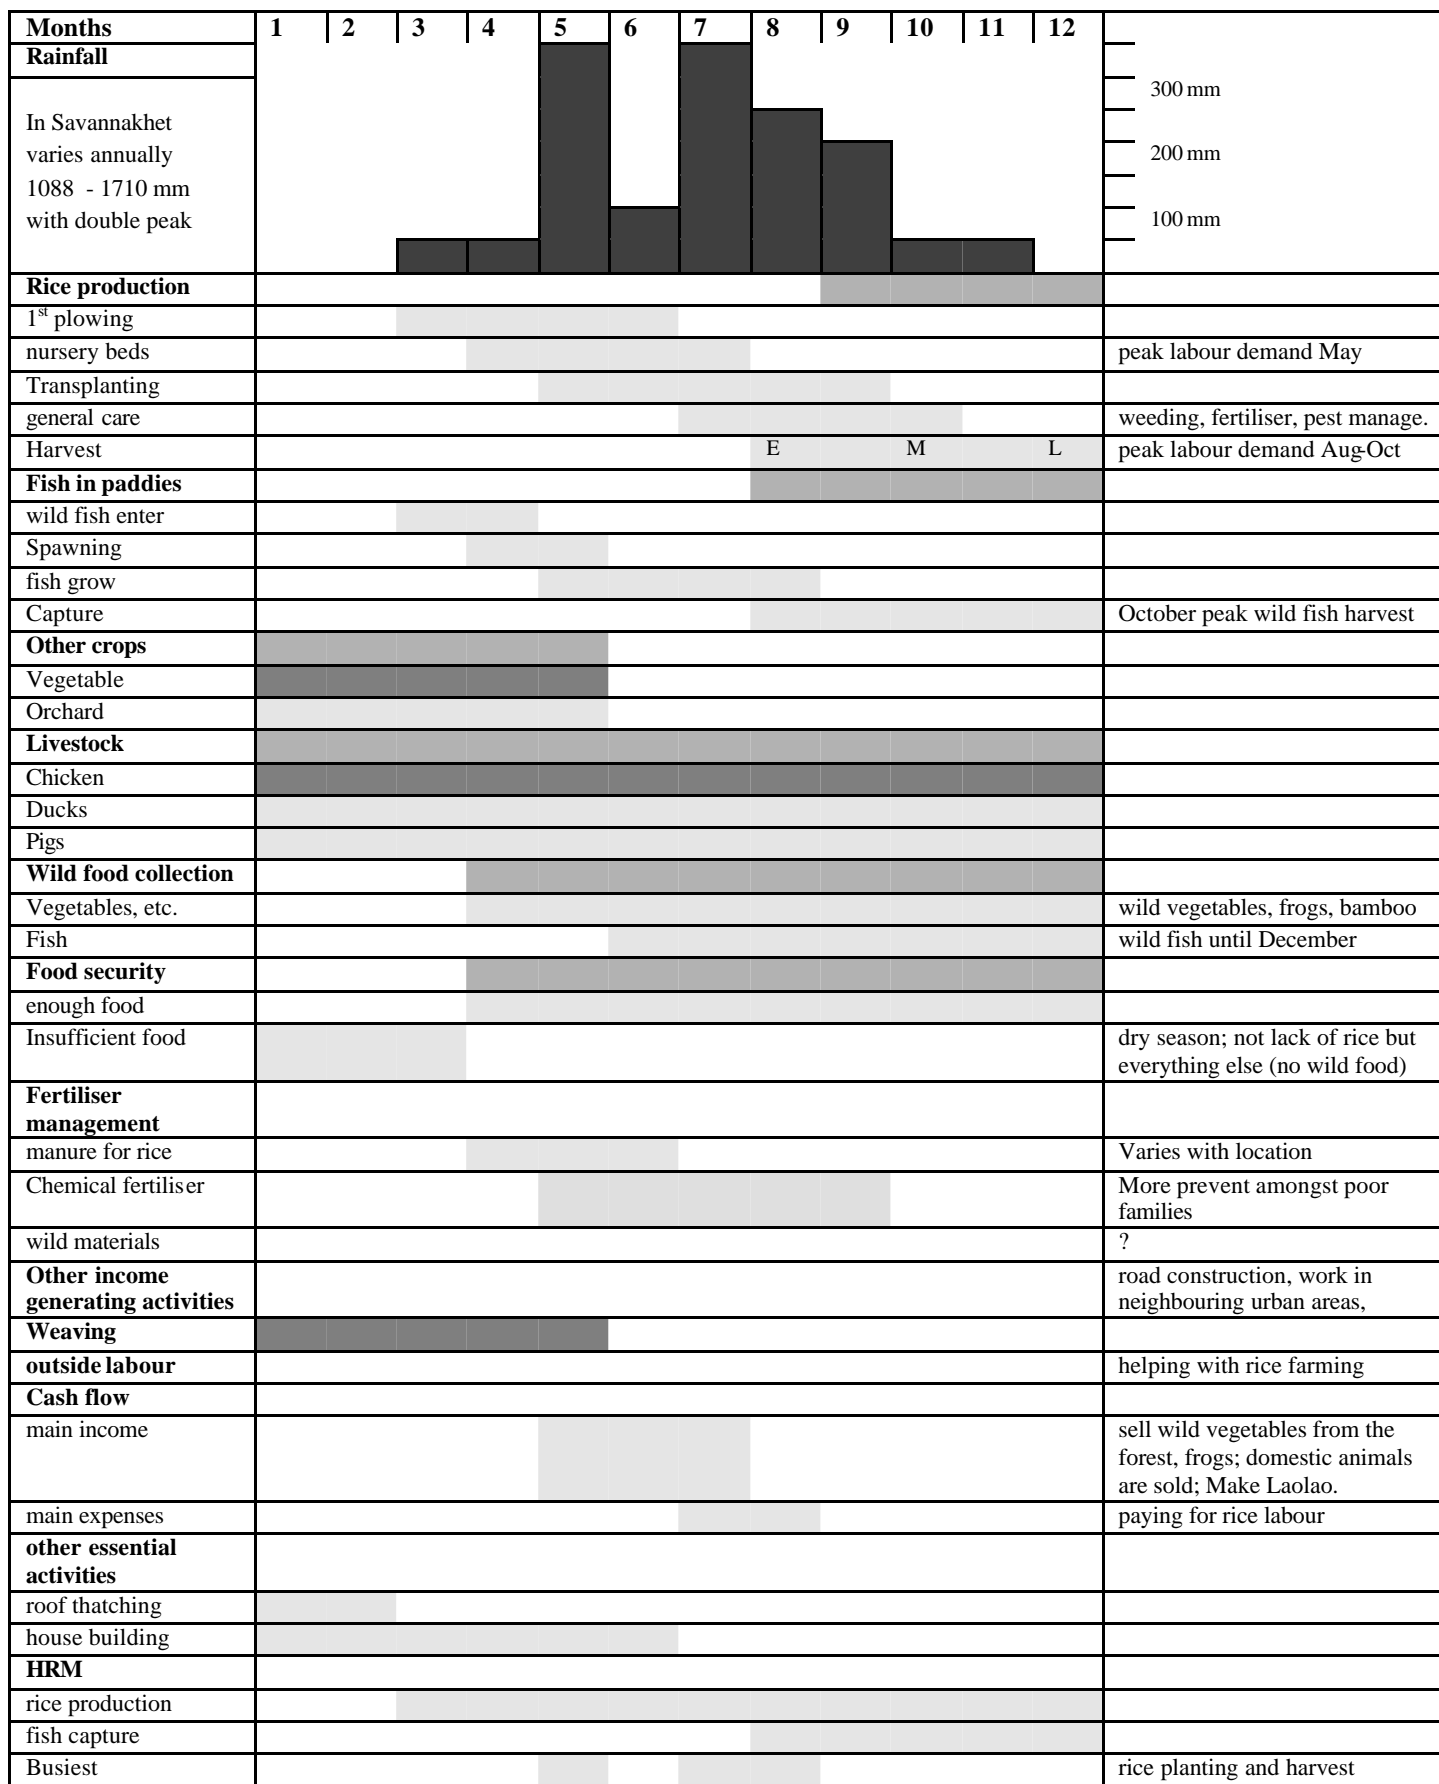 Months 1 2 3 4 5 6 7 8 9 10 11 12
Rainfall
300 mm
In Savannakhet
varies annually
200 mm
1088 - 1710 mm
with double peak
100 mm
Rice production
1st plowing
nursery beds peak labour demand May
Transplanting
general care weeding, fertiliser, pest manage.
Harvest E M L peak labour demand Aug-Oct
Fish in paddies
wild fish enter
Spawning
fish grow
Capture October peak wild fish harvest
Other crops
Vegetable
Orchard
Livestock
Chicken
Ducks
Pigs
Wild food collection
Vegetables, etc. wild vegetables, frogs, bamboo
Fish wild fish until December
Food security
enough food
Insufficient food dry season; not lack of rice but
everything else (no wild food)
Fertiliser
management
manure for rice Varies with location
Chemical fertiliser More prevent amongst poor
families
wild materials ?
Other income road construction, work in
generating activities neighbouring urban areas,
Weaving
outside labour helping with rice farming
Cash flow
main income sell wild vegetables from the
forest, frogs; domestic animals
are sold; Make Laolao.
main expenses paying for rice labour
other essential
activities
roof thatching
house building
HRM
rice production
fish capture
Busiest rice planting and harvest